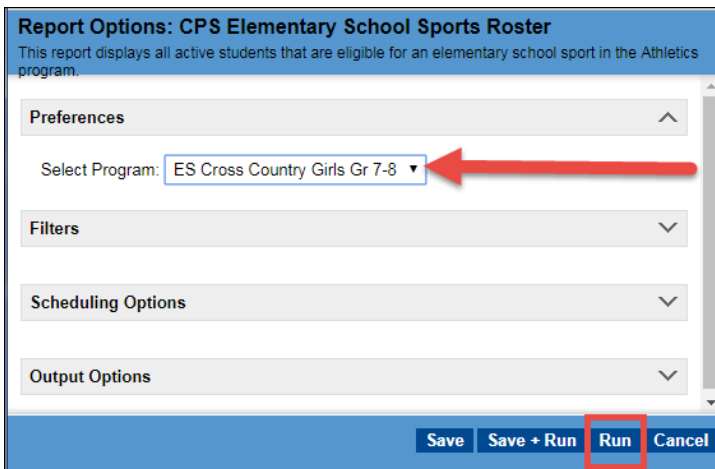 Report Options: CPS Elementary School Sports Roster
This report displays all active students that are eligible for an elementary school sport in the Athletics
program.
Preferences
Select Program: ES Cross Country Girls Gr 7-8
Filters
Scheduling Options
Output Options
Save Save + Run Run Cancel